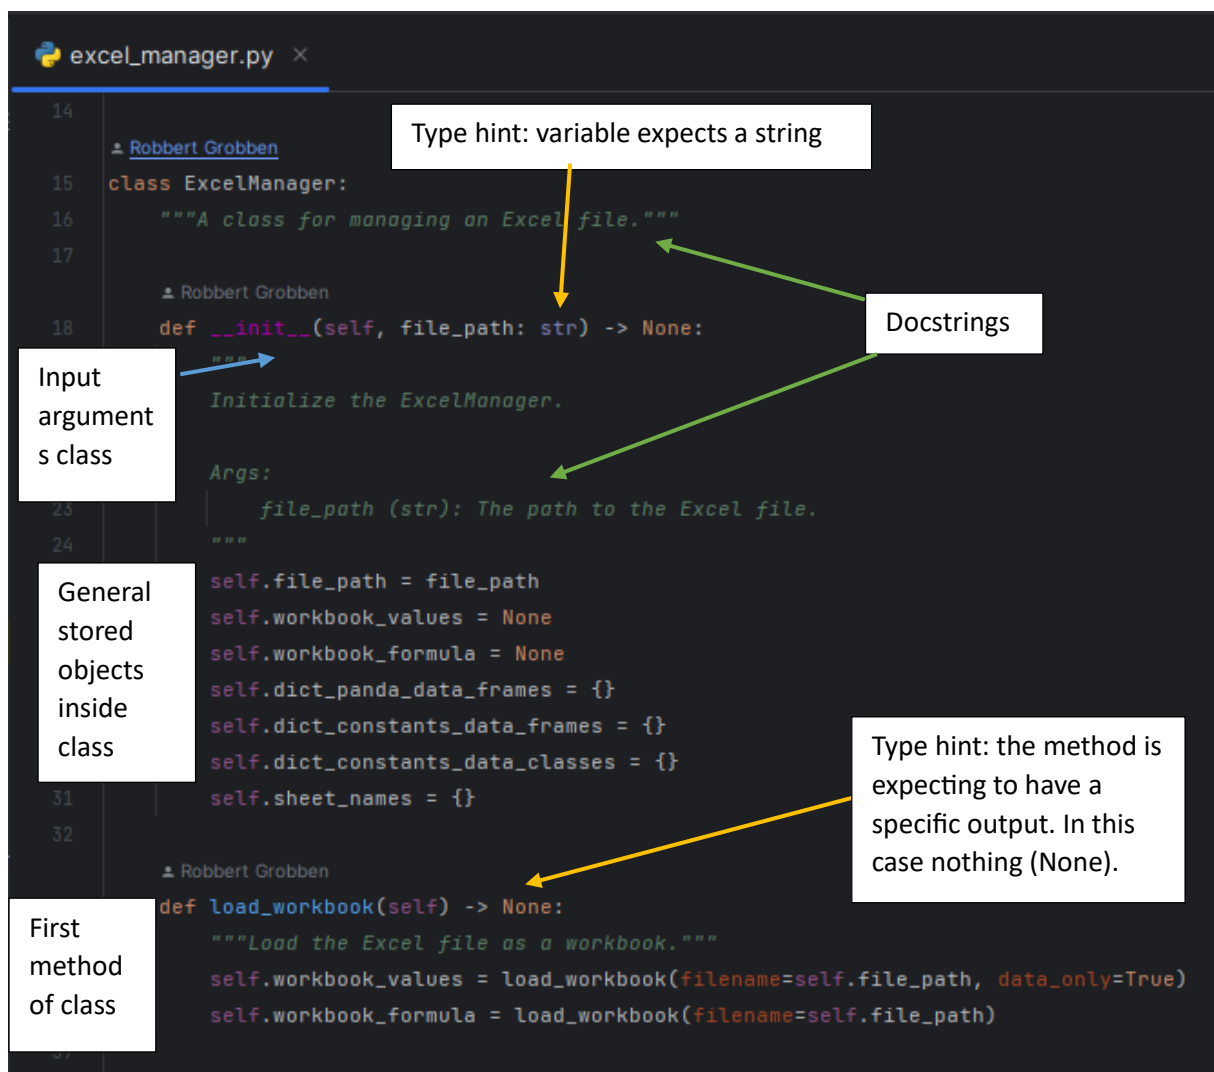 excel_manager.py ×
14
Type hint: variable expects a string
Robbert Grobben
15 class ExcelManager:
16 """A class for managing an Excel file."""
17
Robbert Grobben
Docstrings
18 def __init__(self, file_path: str) -> None:
"""
Input
argument
s class
Initialize the ExcelManager.
Args:
23 file_path (str): The path to the Excel file.
24 """
General
stored
objects
inside
class
self.file_path = file_path
self.workbook_values = None
self.workbook_formula = None
self.dict_panda_data_frames = {}
self.dict_constants_data_frames = {}
self.dict_constants_data_classes = {}
31 self.sheet_names = {}
32
Type hint: the method is
expecting to have a
specific output. In this
case nothing (None).
Robbert Grobben
First
method
of class
def load_workbook(self) -> None:
"""Load the Excel file as a workbook."""
self.workbook_values = load_workbook(filename=self.file_path, data_only=True)
self.workbook_formula = load_workbook(filename=self.file_path)